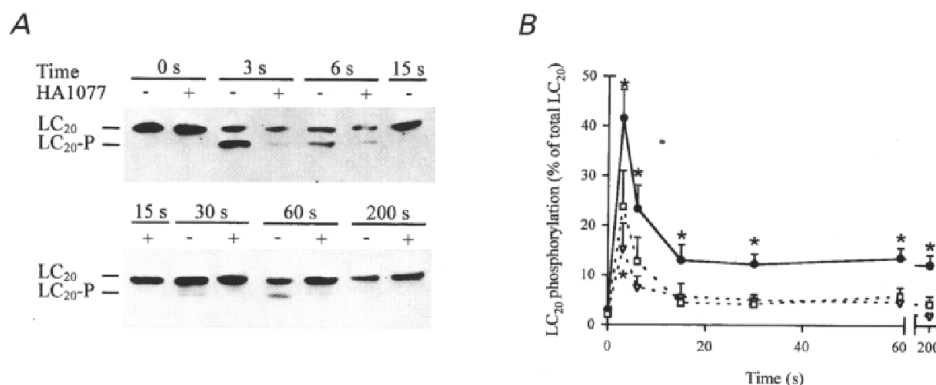 A
Time 0 s 3 s 6 s 15 s
HA1077 - + - + - + -
LC₂₀
LC₂₀-P
15 s 30 s 60 s 200 s
+ - + - + - +
LC₂₀
LC₂₀-P
B
LC₂₀ phosphorylation (% of total LC₂₀)
50
40
30
20
10
0
* * * * * * *
0 20 40 60 200
Time (s)